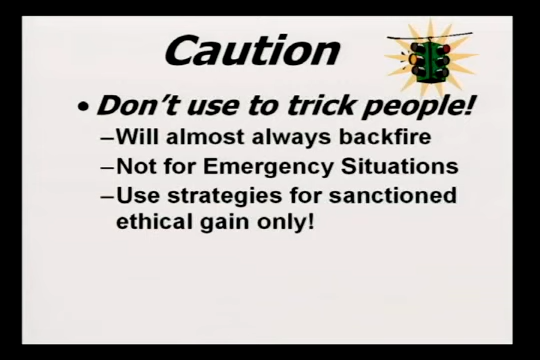 Caution
• Don't use to trick people!
–Will almost always backfire
–Not for Emergency Situations
–Use strategies for sanctioned
ethical gain only!